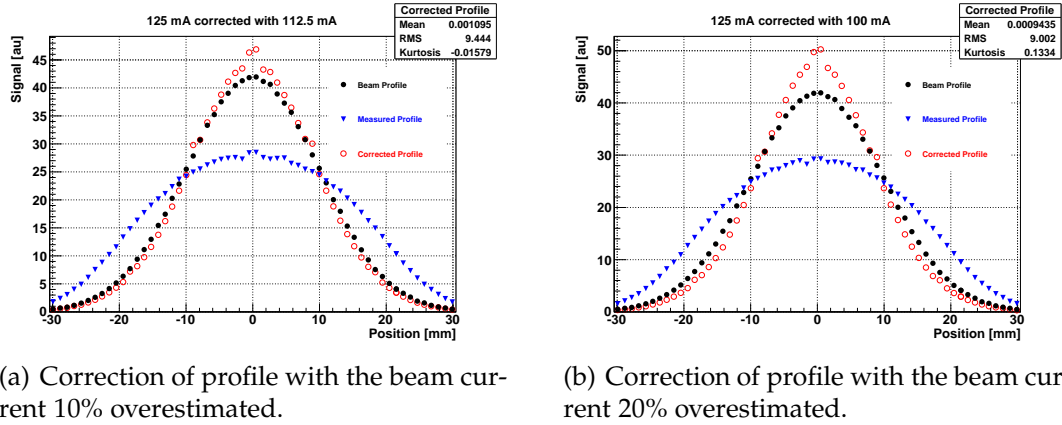 125 mA corrected with 112.5 mA
Corrected Profile
Mean 0.001095
RMS 9.444
Kurtosis -0.01579
Signal [au]
45
40
35
30
25
20
15
10
5
0
Beam Profile
Measured Profile
Corrected Profile
-30 -20 -10 0 10 20 30
Position [mm]
(a) Correction of profile with the beam cur-
rent 10% overestimated.
125 mA corrected with 100 mA
Corrected Profile
Mean 0.0009435
RMS 9.002
Kurtosis 0.1334
Signal [au]
50
40
30
20
10
0
Beam Profile
Measured Profile
Corrected Profile
-30 -20 -10 0 10 20 30
Position [mm]
(b) Correction of profile with the beam cur
rent 20% overestimated.